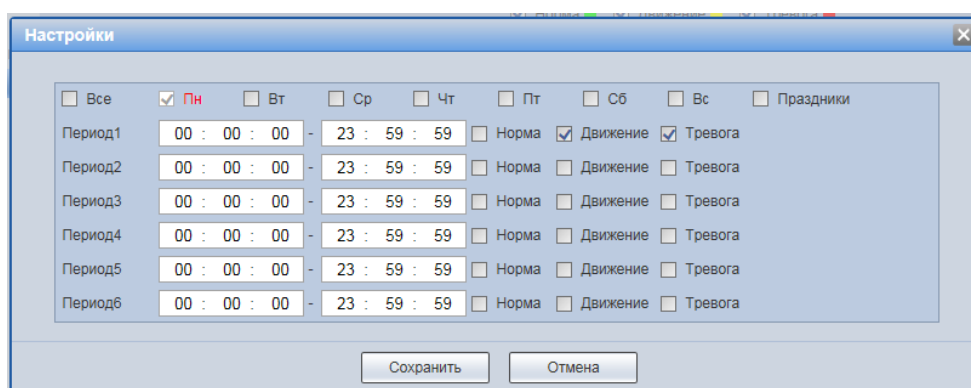 Норма Движение Тревога
Настройки
Все Пн Вт Ср Чт Пт Сб Вс Праздники
Период1 00 : 00 : 00 - 23 : 59 : 59 Норма Движение Тревога
Период2 00 : 00 : 00 - 23 : 59 : 59 Норма Движение Тревога
Период3 00 : 00 : 00 - 23 : 59 : 59 Норма Движение Тревога
Период4 00 : 00 : 00 - 23 : 59 : 59 Норма Движение Тревога
Период5 00 : 00 : 00 - 23 : 59 : 59 Норма Движение Тревога
Период6 00 : 00 : 00 - 23 : 59 : 59 Норма Движение Тревога
Сохранить Отмена